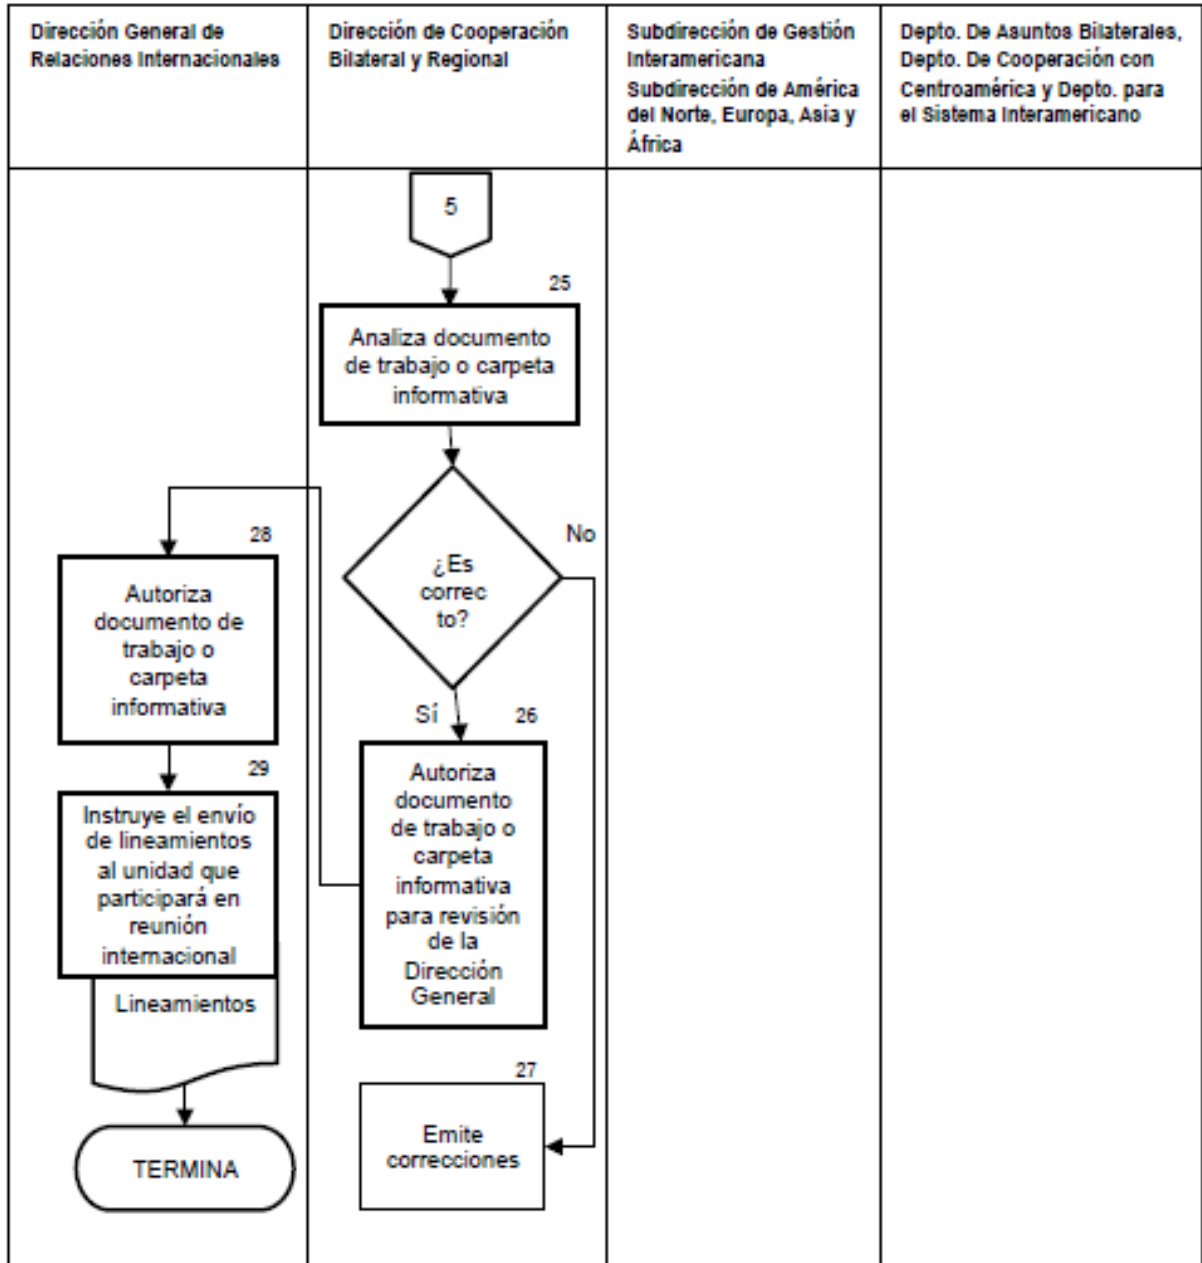 Dirección General de
Relaciones Internacionales
Dirección de Cooperación
Bilateral y Regional
Subdirección de Gestión
Interamericana
Subdirección de América
del Norte, Europa, Asia y
África
Depto. De Asuntos Bilaterales,
Depto. De Cooperación con
Centroamérica y Depto. para
el Sistema Interamericano
5
25
Analiza documento
de trabajo o carpeta
informativa
¿Es
correc
to?
No
Sí
26
Autoriza
documento
de trabajo o
carpeta
informativa
para revisión
de la
Dirección
General
27
Emite
correcciones
28
Autoriza
documento de
trabajo o
carpeta
informativa
29
Instruye el envío
de lineamientos
al unidad que
participará en
reunión
internacional
Lineamientos
TERMINA